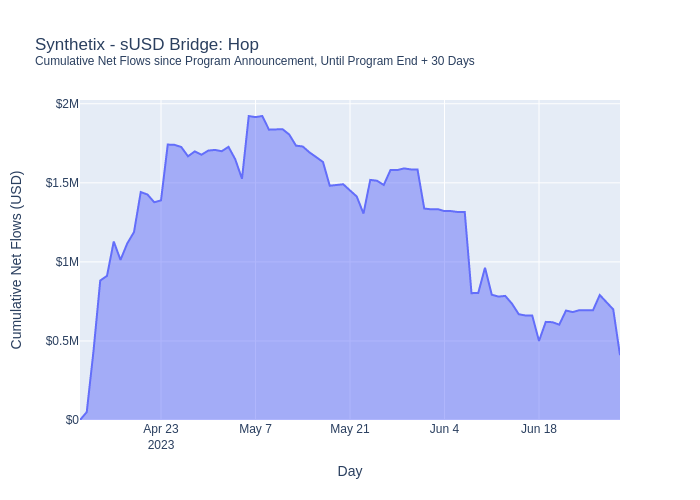 Synthetix - sUSD Bridge: Hop
Cumulative Net Flows since Program Announcement, Until Program End + 30 Days
Cumulative Net Flows (USD)
$2M
$1.5M
$1M
$0.5M
$0
Apr 23
2023
May 7
May 21
Jun 4
Jun 18
Day